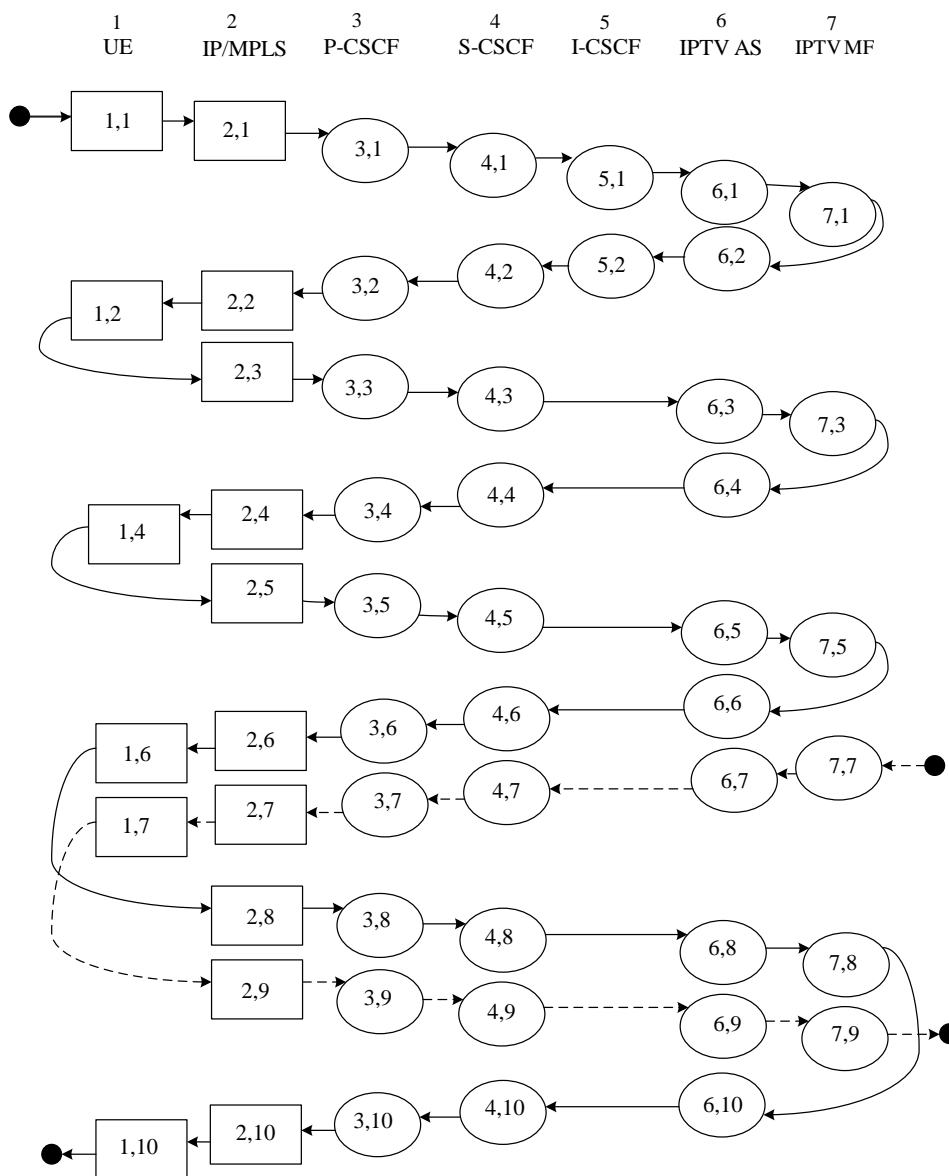 1 2 3 4 5 6 7
UE IP/MPLS P-CSCF S-CSCF I-CSCF IPTV AS IPTV MF
1,1 2,1 3,1 4,1 5,1 6,1 7,1
1,2 2,2 3,2 4,2 5,2 6,2
2,3 3,3 4,3 6,3 7,3
1,4 2,4 3,4 4,4 6,4
2,5 3,5 4,5 6,5 7,5
1,6 2,6 3,6 4,6 6,6
1,7 2,7 3,7 4,7 6,7 7,7
2,8 3,8 4,8 6,8 7,8
2,9 3,9 4,9 6,9 7,9
1,10 2,10 3,10 4,10 6,10